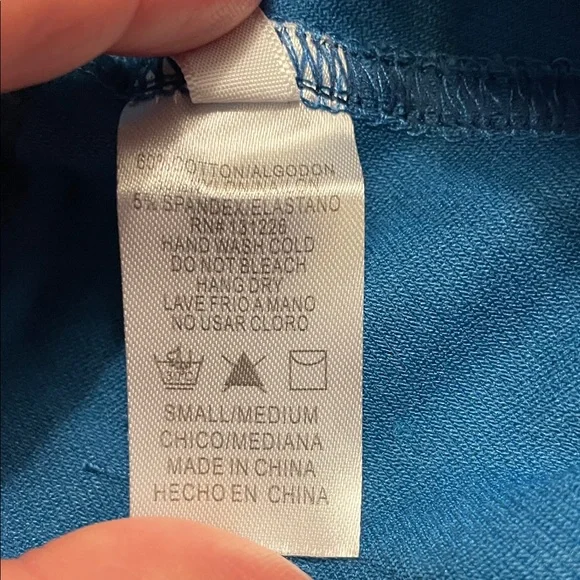 COTTON/ALGODON
5% SPANDEX/ELASTANO
RN# 131226
HAND WASH COLD
DO NOT BLEACH
HANG DRY
LAVE FRIO A MANO
NO USAR CLORO
SMALL/MEDIUM
CHICO/MEDIANA
MADE IN CHINA
HECHO EN CHINA